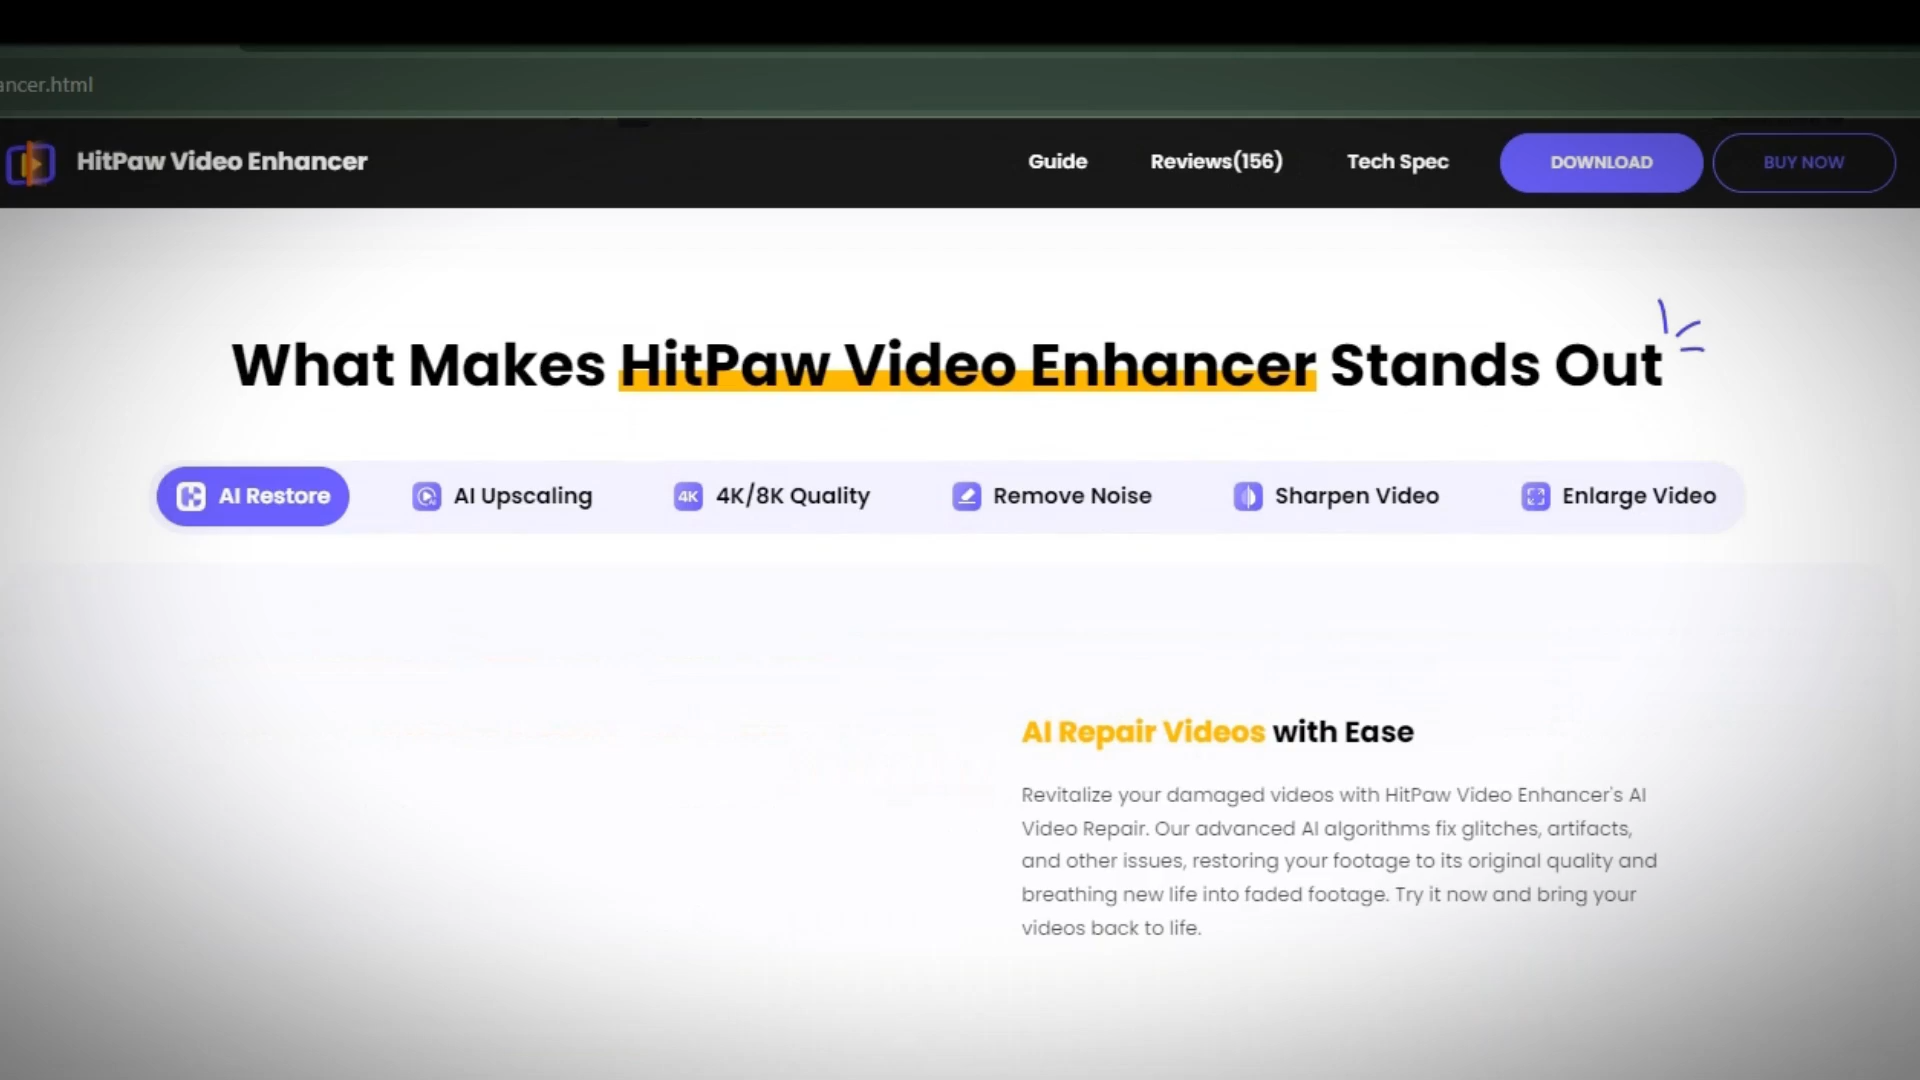 ancer.html
HitPaw Video Enhancer
Guide
Reviews(156)
Tech Spec
DOWNLOAD
BUY NOW
What Makes HitPaw Video Enhancer Stands Out
AI Restore
AI Upscaling
4K
4K/8K Quality
Remove Noise
Sharpen Video
Enlarge Video
AI Repair Videos with Ease
Revitalize your damaged videos with HitPaw Video Enhancer's AI
Video Repair. Our advanced AI algorithms fix glitches, artifacts,
and other issues, restoring your footage to its original quality and
breathing new life into faded footage. Try it now and bring your
videos back to life.